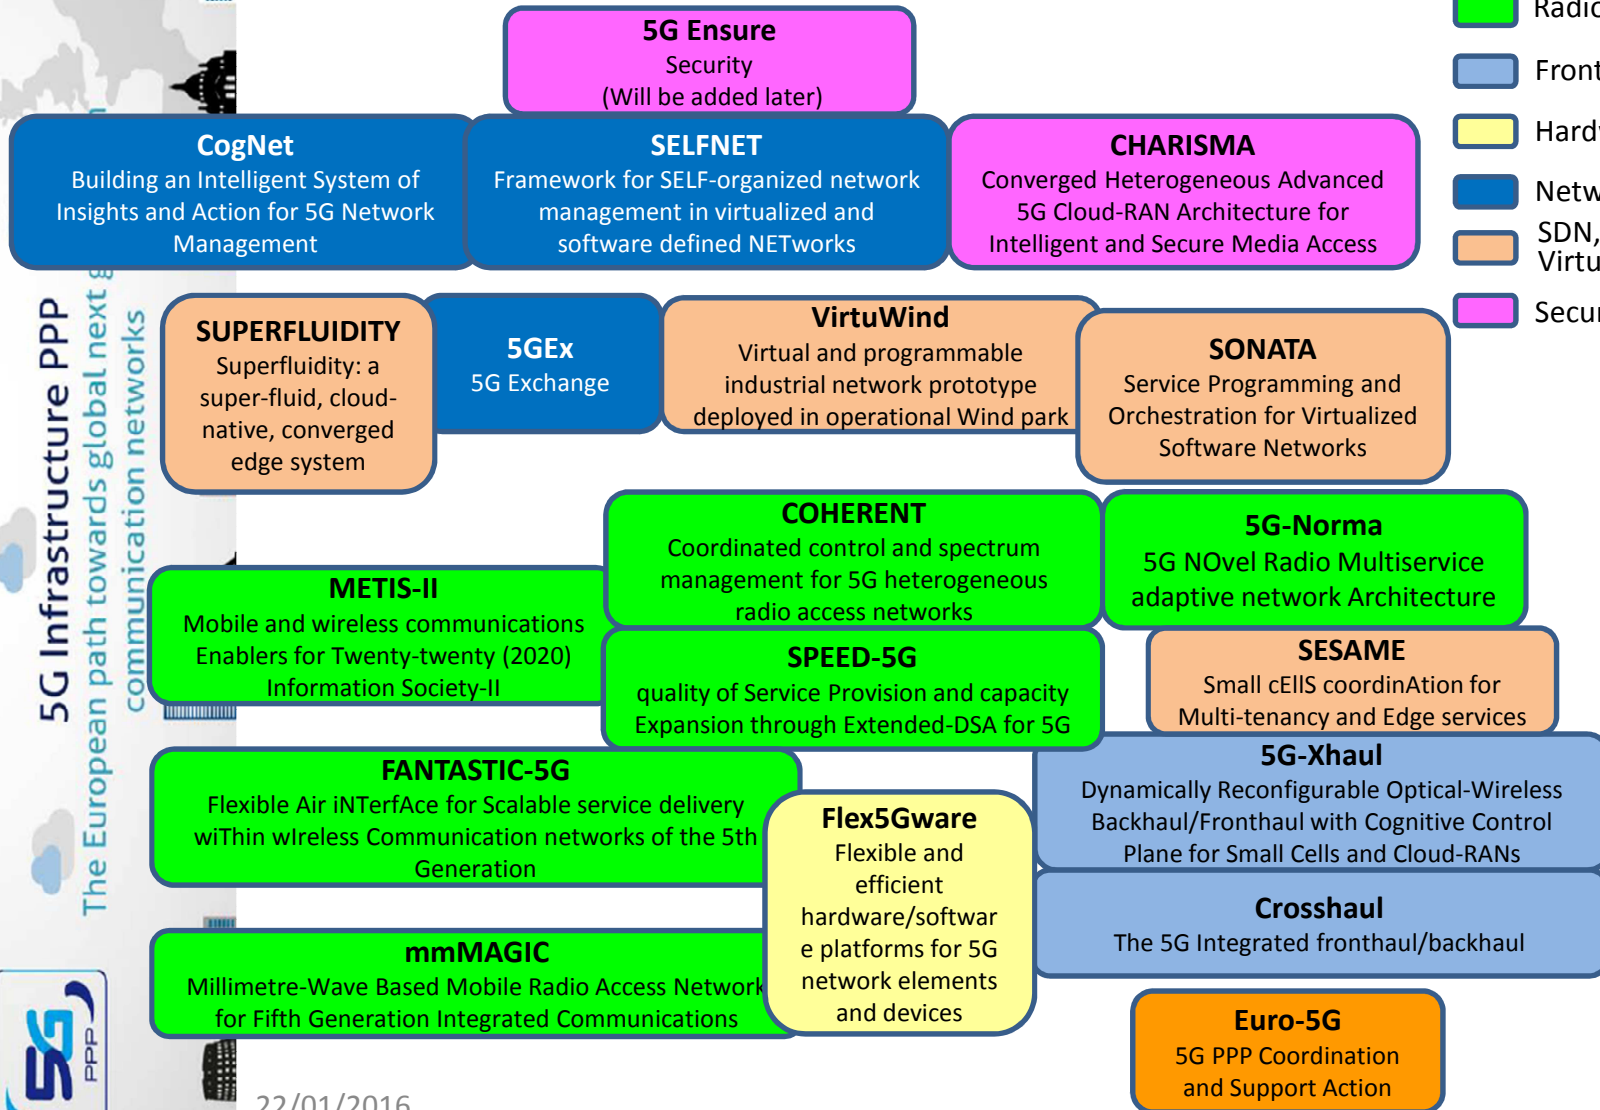 5G Ensure
Security
(Will be added later)
CogNet
Building an Intelligent System of
Insights and Action for 5G Network
Management
SELFNET
Framework for SELF-organized network
management in virtualized and
software defined NETworks
CHARISMA
Converged Heterogeneous Advanced
5G Cloud-RAN Architecture for
Intelligent and Secure Media Access
SUPERFLUIDITY
Superfluidity: a
super-fluid, cloud-
native, converged
edge system
5GEx
5G Exchange
VirtuWind
Virtual and programmable
industrial network prototype
deployed in operational Wind park
SONATA
Service Programming and
Orchestration for Virtualized
Software Networks
COHERENT
Coordinated control and spectrum
management for 5G heterogeneous
radio access networks
5G-Norma
5G NOvel Radio Multiservice
adaptive network Architecture
METIS-II
Mobile and wireless communications
Enablers for Twenty-twenty (2020)
Information Society-II
SPEED-5G
quality of Service Provision and capacity
Expansion through Extended-DSA for 5G
SESAME
Small cEllS coordinAtion for
Multi-tenancy and Edge services
FANTASTIC-5G
Flexible Air iNTerfAce for Scalable service delivery
wiThin wIreless Communication networks of the 5th
Generation
Flex5Gware
Flexible and
efficient
hardware/softwar
e platforms for 5G
network elements
and devices
5G-Xhaul
Dynamically Reconfigurable Optical-Wireless
Backhaul/Fronthaul with Cognitive Control
Plane for Small Cells and Cloud-RANs
Crosshaul
The 5G Integrated fronthaul/backhaul
mmMAGIC
Millimetre-Wave Based Mobile Radio Access Network
for Fifth Generation Integrated Communications
Euro-5G
5G PPP Coordination
and Support Action
Radio
Front
Hardw
Netw
SDN,
Virtu
Secur
5G Infrastructure PPP
The European path towards global next g
communication networks
5G
PPP
22/01/2016